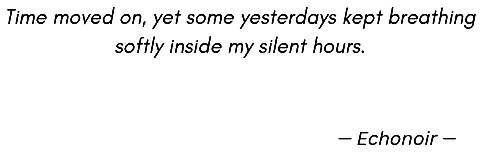 Time moved on, yet some yesterdays kept breathing
softly inside my silent hours.
— Echonoir —